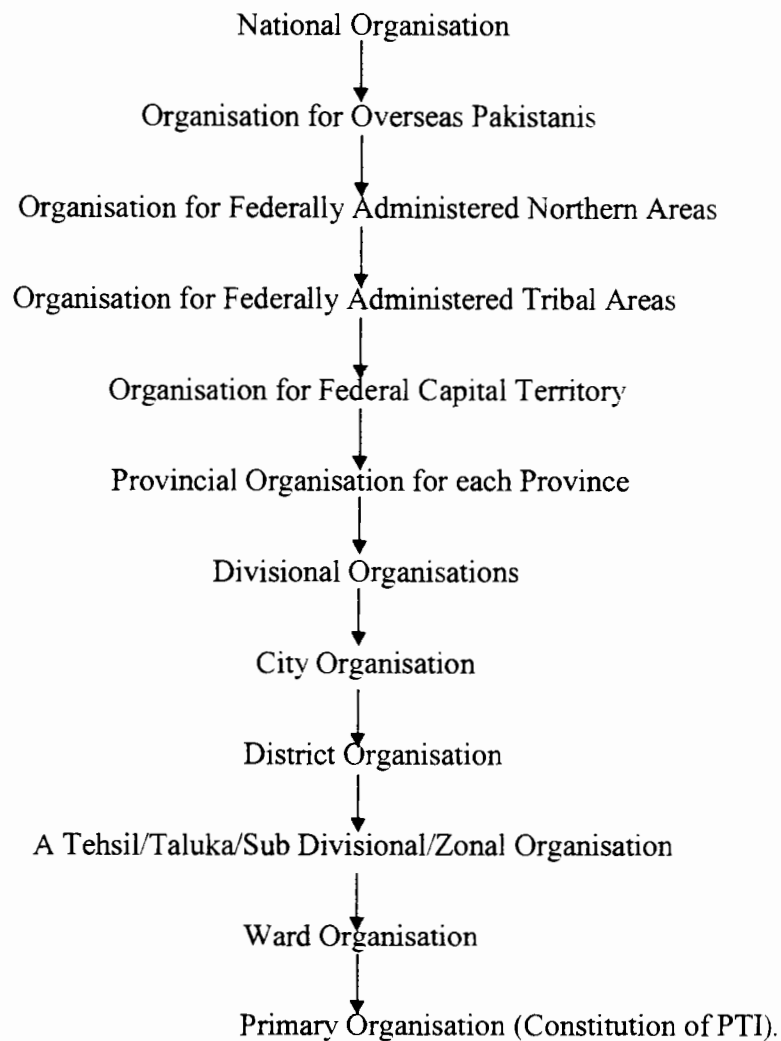 National Organisation
Organisation for Overseas Pakistanis
Organisation for Federally Administered Northern Areas
Organisation for Federally Administered Tribal Areas
Organisation for Federal Capital Territory
Provincial Organisation for each Province
Divisional Organisations
City Organisation
District Organisation
A Tehsil/Taluka/Sub Divisional/Zonal Organisation
Ward Organisation
Primary Organisation (Constitution of PTI).